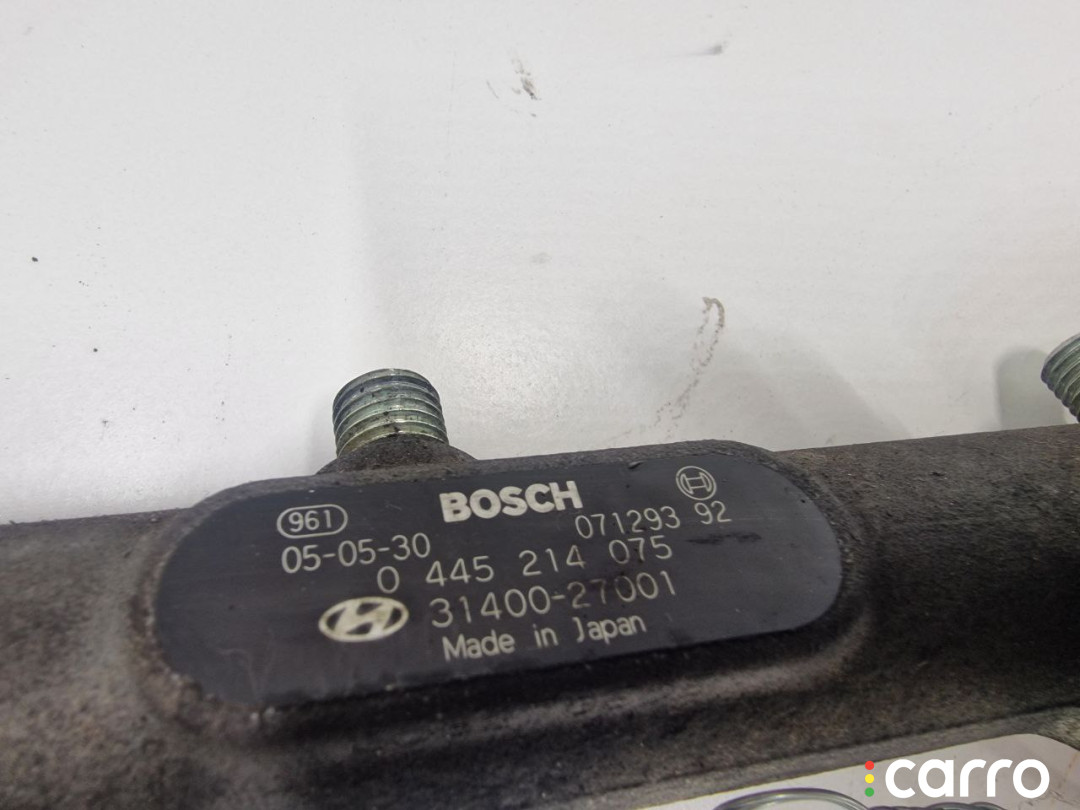 961 BOSCH
05-05-30 071293 92
0 445 214 075
31400-27001
Made in Japan
carro